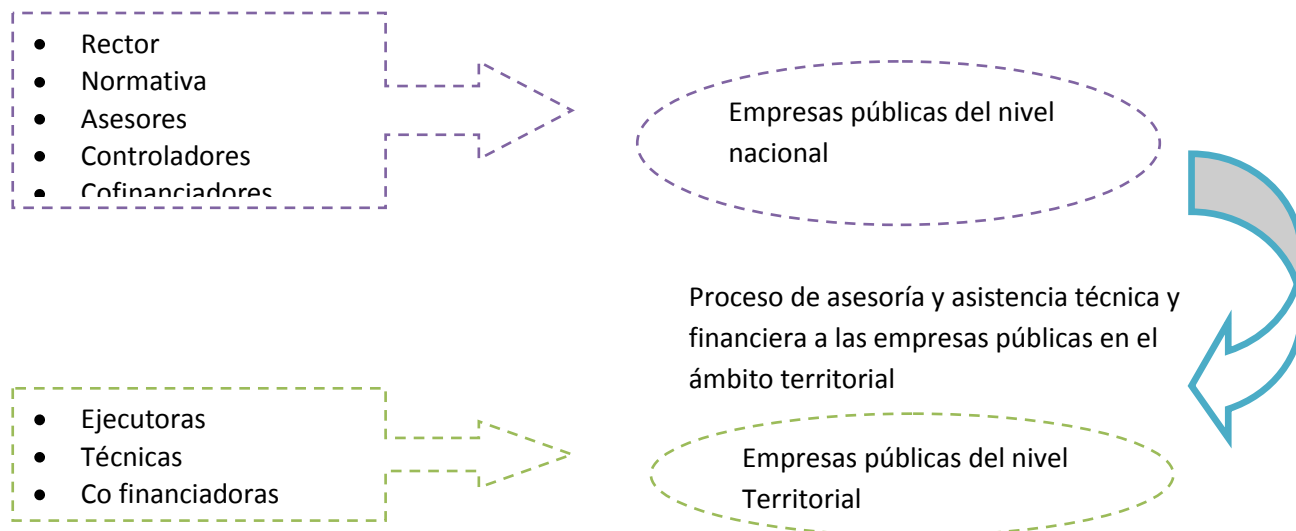 • Rector
• Normativa
• Asesores
• Controladores
• Cofinanciadores
Empresas públicas del nivel
nacional
Proceso de asesoría y asistencia técnica y
financiera a las empresas públicas en el
ámbito territorial
• Ejecutoras
• Técnicas
• Co financiadoras
Empresas públicas del nivel
Territorial